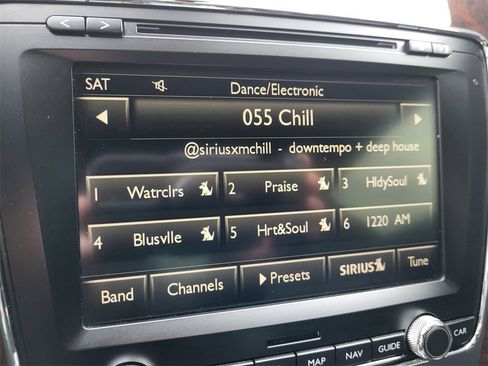 SAT
Dance/Electronic
055 Chill
@siriusxmchill - downtempo + deep house
1 Watrclrs 2 Praise 3 HldySoul
4 Blusvlle 5 Hrt&Soul 6 1220 AM
Band Channels Presets SIRIUS Tune
MAP NAV GUIDE CAR